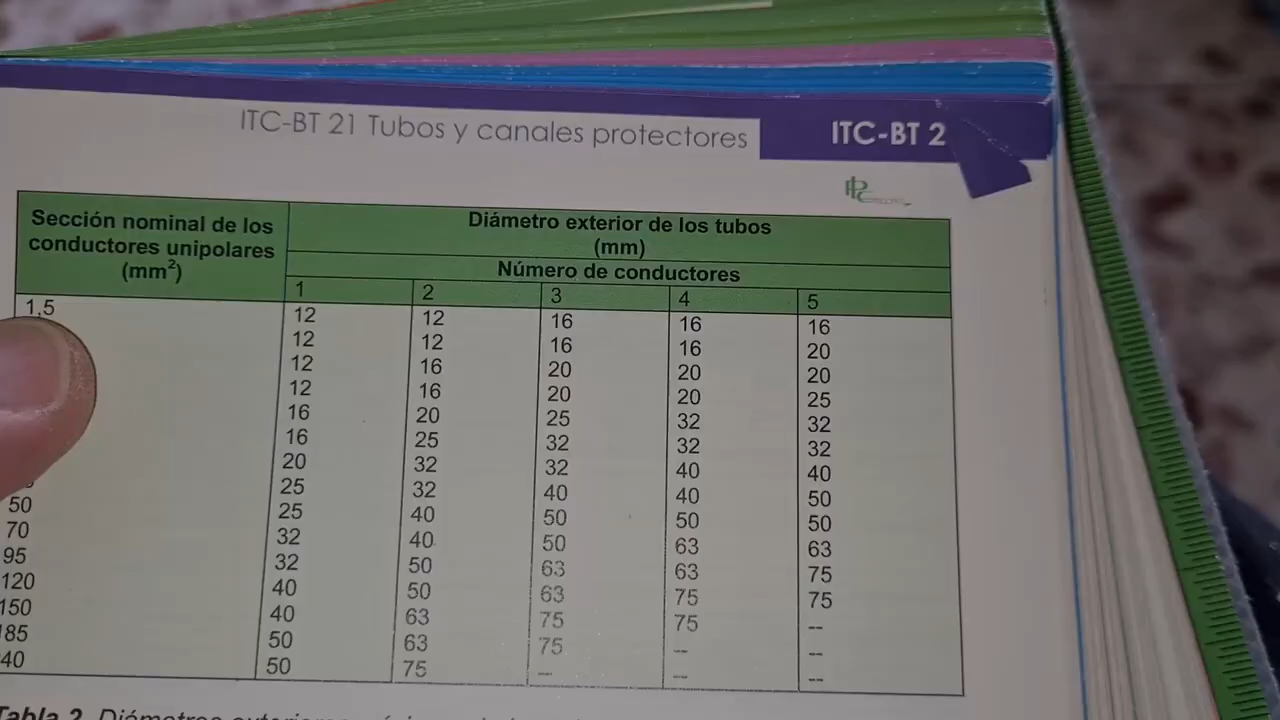 ITC-BT 21 Tubos y canales protectores
ITC-BT 2
Sección nominal de los
conductores unipolares
(mm²)
Diámetro exterior de los tubos
(mm)
Número de conductores
1 2 3 4 5
1,5 12 12 16 16 16
12 12 16 16 20
12 16 20 20 20
12 16 20 20 25
16 20 25 32 32
16 25 32 32 32
20 32 32 40 40
25 32 40 40 50
50 25 40 50 50 50
70 32 40 50 63 63
95 32 50 63 63 75
120 40 50 63 75 75
150 40 63 75 75 --
185 50 63 75 -- --
40 50 75 -- -- --
Tabla 2.